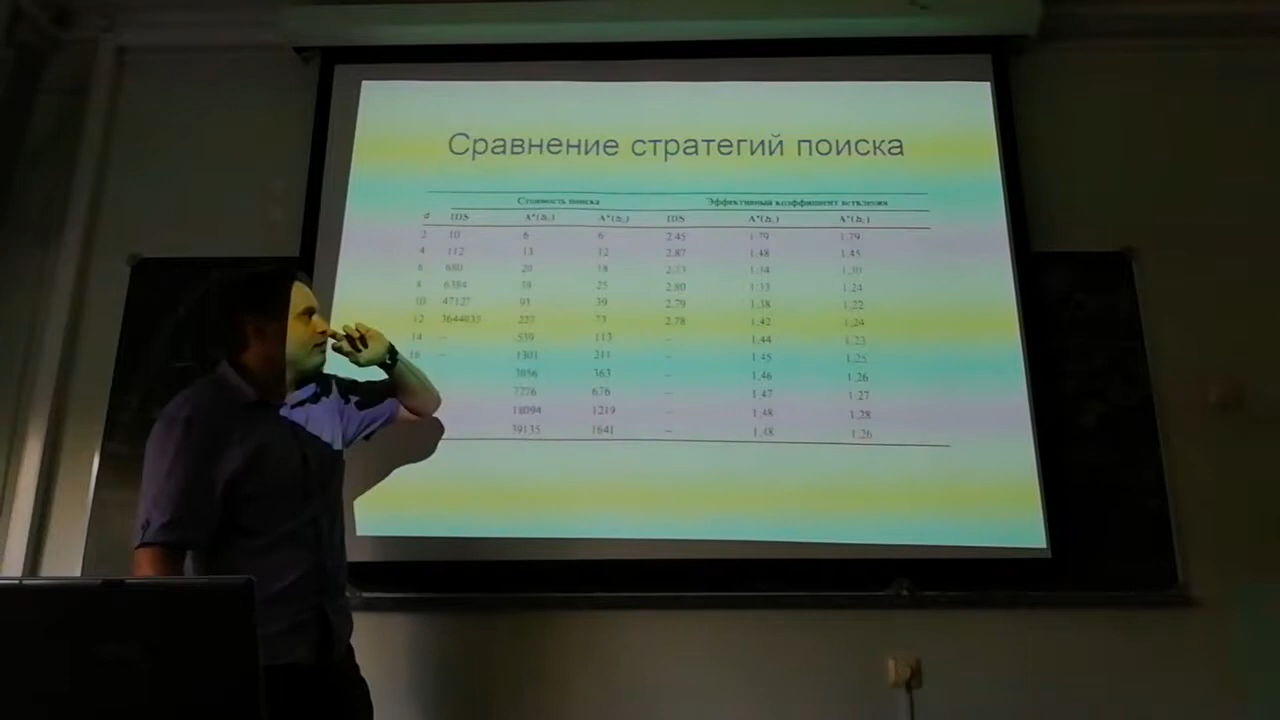 Сравнение стратегий поиска
Стоимость поиска Эффективный коэффициент ветвления
d IDS A*(h₁) A*(h₂) IDS A*(h₁) A*(h₂)
2 10 6 6 2.45 1.79 1.79
4 112 13 12 2.87 1.48 1.45
6 680 20 18 2.73 1.34 1.30
8 6384 39 25 2.80 1.33 1.24
10 47127 93 39 2.79 1.38 1.22
12 3644035 227 73 2.78 1.42 1.24
14 – 539 113 – 1.44 1.23
16 – 1301 211 – 1.45 1.25
3056 363 – 1.46 1.26
7276 676 – 1.47 1.27
18094 1219 – 1.48 1.28
39135 1641 – 1.48 1.26